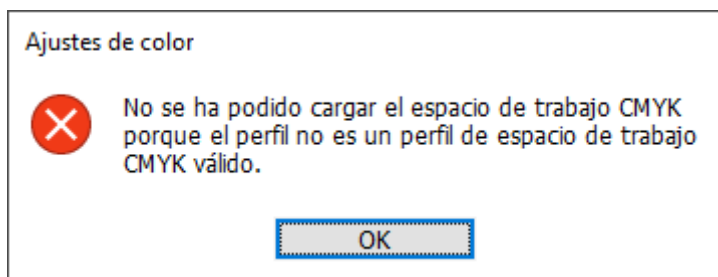 Ajustes de color
No se ha podido cargar el espacio de trabajo CMYK
porque el perfil no es un perfil de espacio de trabajo
CMYK válido.
OK